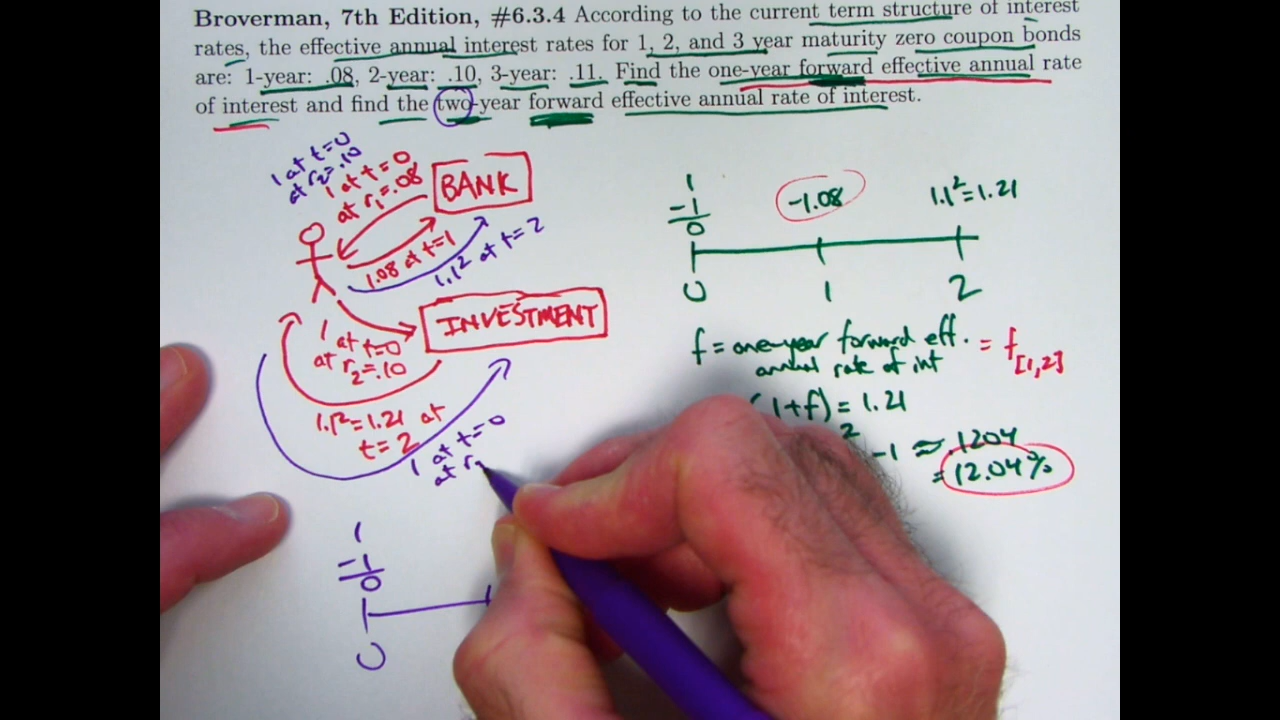 Broverman, 7th Edition, #6.3.4 According to the current term structure of interest
rates, the effective annual interest rates for 1, 2, and 3 year maturity zero coupon bonds
are: 1-year: .08, 2-year: .10, 3-year: .11. Find the one-year forward effective annual rate
of interest and find the two-year forward effective annual rate of interest.
1 at t=0
at r₂=.10
1 at t=0
at r₁=.08
BANK
1.08 at t=1
1.1² at t=2
INVESTMENT
1 at t=0
at r₂=.10
1.1²=1.21 at
t=2
1 at t=0
at r
1
-1
0
0
1
-1
0
-1.08
1.1²=1.21
0 1 2
f = one-year forward eff. = f[1,2]
annual rate of int
(1+f) = 1.21
2
-1 ≈ .1204
= 12.04%